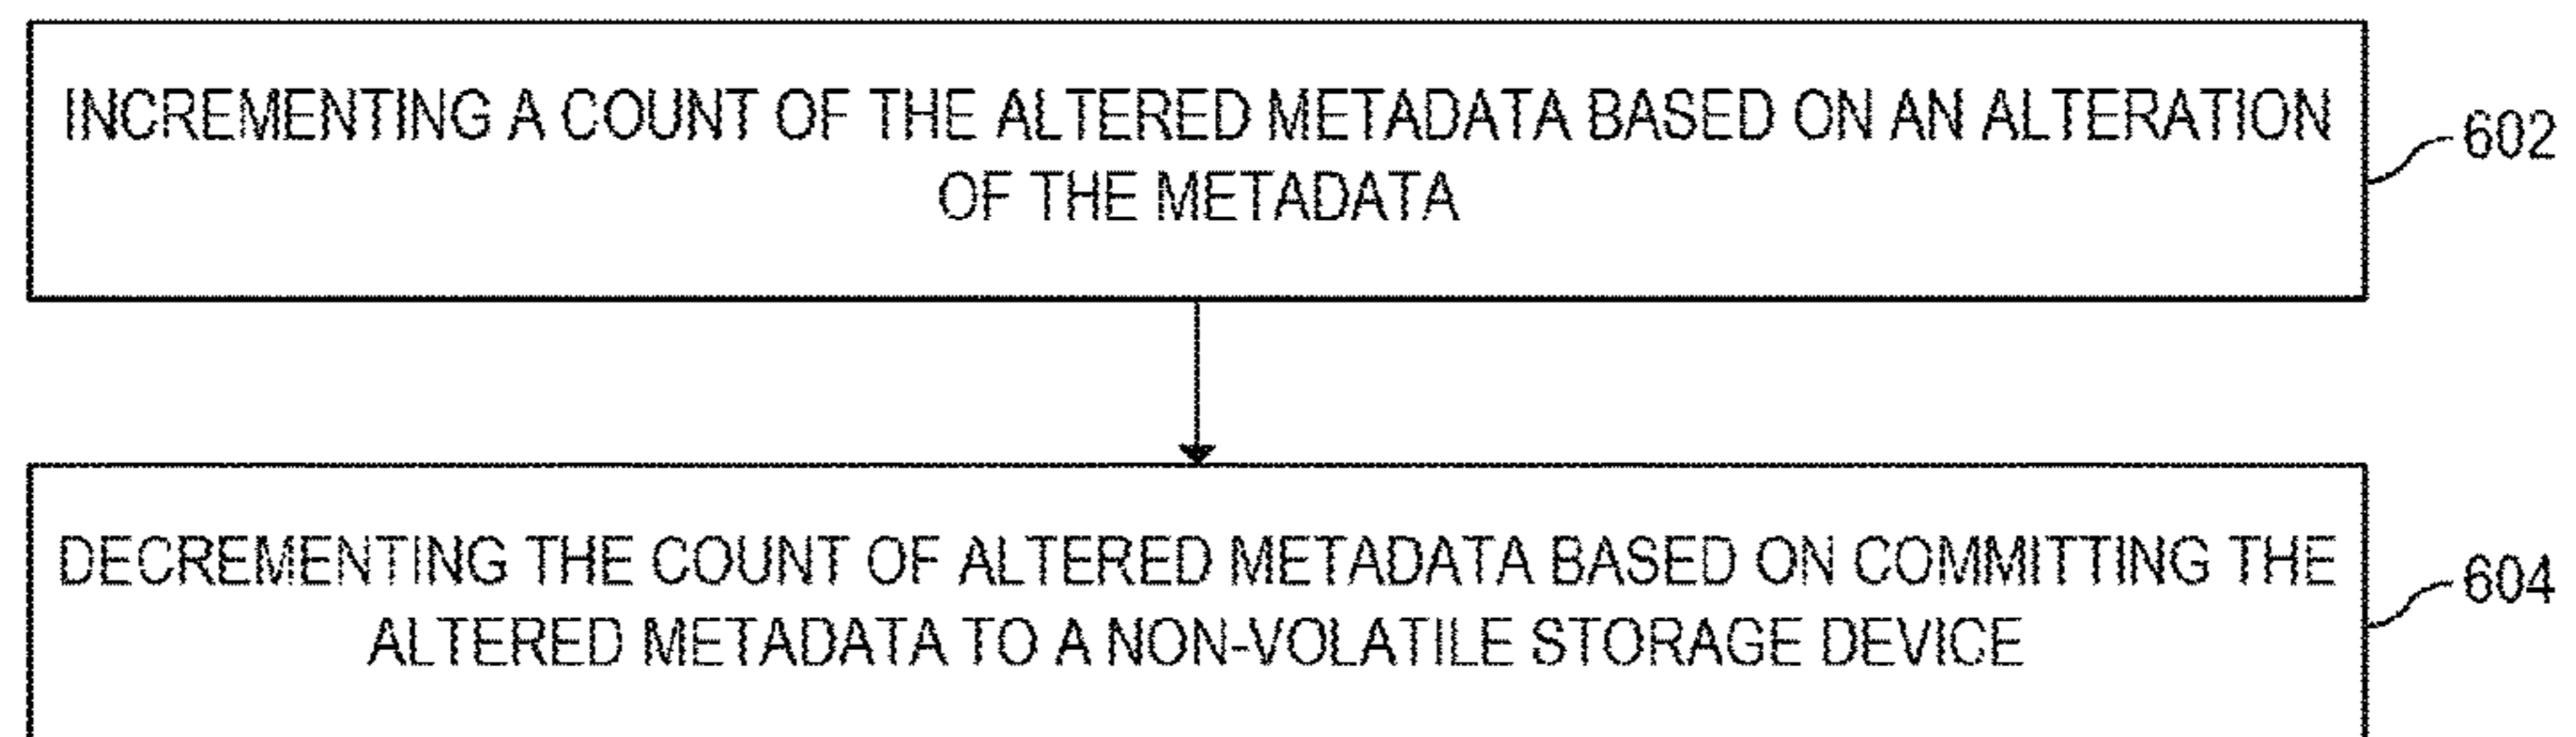 INCREMENTING A COUNT OF THE ALTERED METADATA BASED ON AN ALTERATION
OF THE METADATA
602
DECREMENTING THE COUNT OF ALTERED METADATA BASED ON COMMITTING THE
ALTERED METADATA TO A NON-VOLATILE STORAGE DEVICE
604